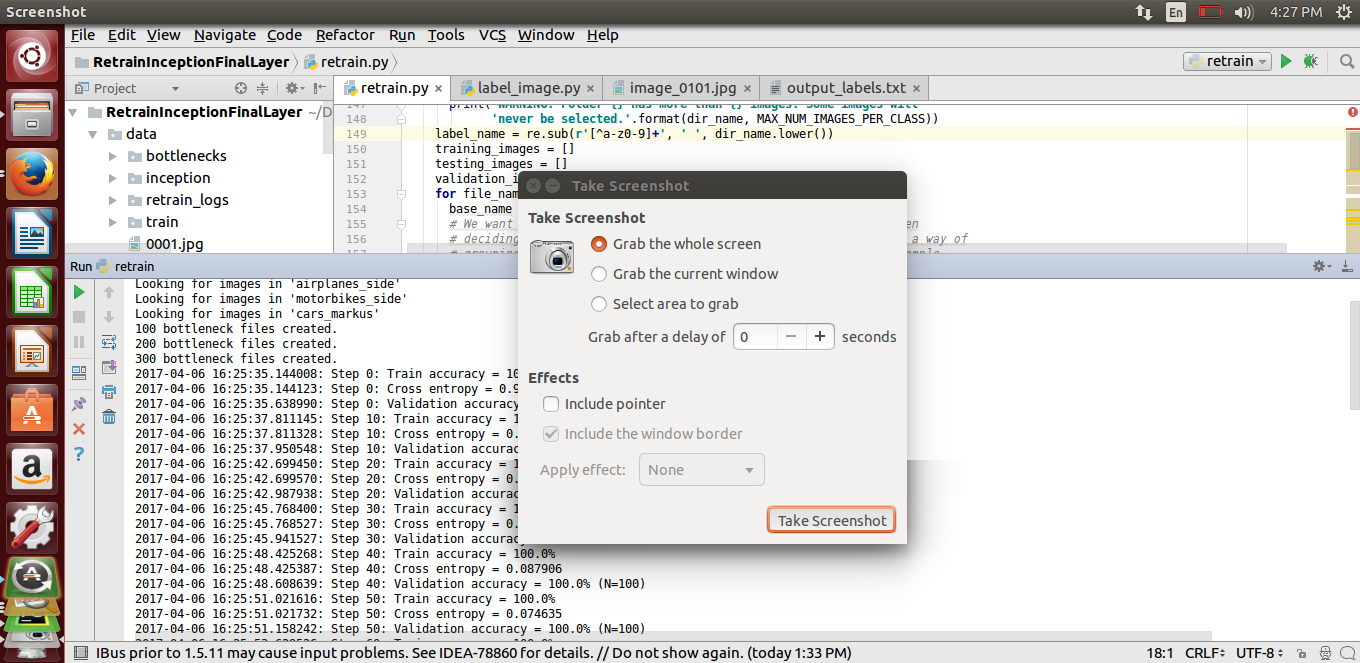 Screenshot
En
4:27 PM
File Edit View Navigate Code Refactor Run Tools VCS Window Help
RetrainInceptionFinalLayer retrain.py
retrain
Project
retrain.py label_image.py image_0101.jpg output_labels.txt
RetrainInceptionFinalLayer ~/D
data
bottlenecks
inception
retrain_logs
train
0001.jpg
148 'never be selected.'.format(dir_name, MAX_NUM_IMAGES_PER_CLASS))
149 label_name = re.sub(r'[^a-z0-9]+', ' ', dir_name.lower())
150 training_images = []
151 testing_images = []
152 validation_i
153 for file_nam
154 base_name
155 # We want
156 # deciding a way of
Run retrain
Looking for images in 'airplanes_side'
Looking for images in 'motorbikes_side'
Looking for images in 'cars_markus'
100 bottleneck files created.
200 bottleneck files created.
300 bottleneck files created.
2017-04-06 16:25:35.144008: Step 0: Train accuracy = 10
2017-04-06 16:25:35.144123: Step 0: Cross entropy = 0.9
2017-04-06 16:25:35.638990: Step 0: Validation accuracy
2017-04-06 16:25:37.811145: Step 10: Train accuracy = 1
2017-04-06 16:25:37.811328: Step 10: Cross entropy = 0.
2017-04-06 16:25:37.950548: Step 10: Validation accurac
2017-04-06 16:25:42.699450: Step 20: Train accuracy = 1
2017-04-06 16:25:42.699570: Step 20: Cross entropy = 0.
2017-04-06 16:25:42.987938: Step 20: Validation accurac
2017-04-06 16:25:45.768400: Step 30: Train accuracy = 1
2017-04-06 16:25:45.768527: Step 30: Cross entropy = 0.
2017-04-06 16:25:45.941527: Step 30: Validation accurac
2017-04-06 16:25:48.425268: Step 40: Train accuracy = 100.0%
2017-04-06 16:25:48.425387: Step 40: Cross entropy = 0.087906
2017-04-06 16:25:48.608639: Step 40: Validation accuracy = 100.0% (N=100)
2017-04-06 16:25:51.021616: Step 50: Train accuracy = 100.0%
2017-04-06 16:25:51.021732: Step 50: Cross entropy = 0.074635
2017-04-06 16:25:51.158242: Step 50: Validation accuracy = 100.0% (N=100)
Take Screenshot
Take Screenshot
Grab the whole screen
Grab the current window
Select area to grab
Grab after a delay of 0 − + seconds
Effects
Include pointer
Include the window border
Apply effect: None
Take Screenshot
IBus prior to 1.5.11 may cause input problems. See IDEA-78860 for details. // Do not show again. (today 1:33 PM)
18:1 CRLF UTF-8